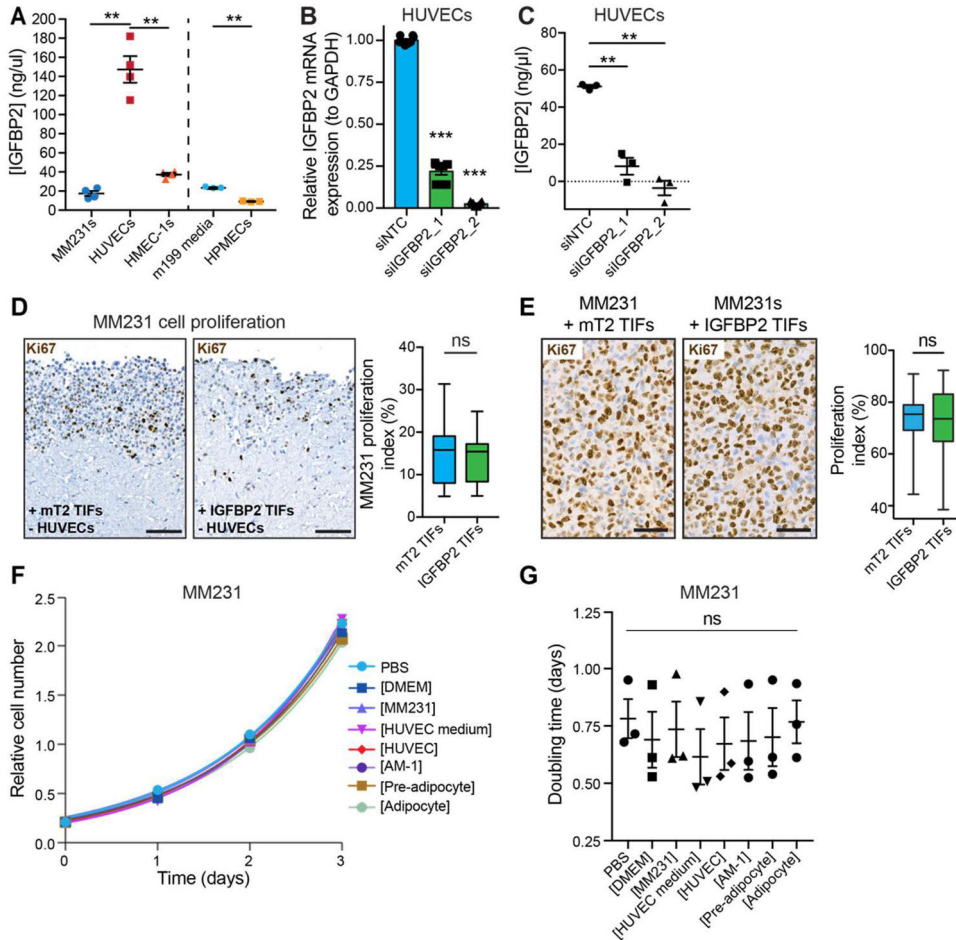 A
[IGFBP2] (ng/ul)
200
180
160
140
120
100
80
60
40
20
0
**
**
**
MM231s
HUVECs
HMEC-1s
m199 media
HPMECs
B
HUVECs
Relative IGFBP2 mRNA
expression (to GAPDH)
1.00
0.75
0.50
0.25
0.00
***
***
siNTC
siIGFBP2_1
siIGFBP2_2
C
HUVECs
[IGFBP2] (ng/µl)
80
60
40
20
0
**
**
siNTC
siIGFBP2_1
siIGFBP2_2
D
MM231 cell proliferation
Ki67
+ mT2 TIFs
- HUVECs
Ki67
+ IGFBP2 TIFs
- HUVECs
MM231 proliferation
index (%)
40
30
20
10
0
ns
mT2 TIFs
IGFBP2 TIFs
E
MM231
+ mT2 TIFs
Ki67
MM231s
+ IGFBP2 TIFs
Ki67
Proliferation
index (%)
100
80
60
40
ns
mT2 TIFs
IGFBP2 TIFs
F
MM231
Relative cell number
2.5
2.0
1.5
1.0
0.5
0.0
0
1
2
3
Time (days)
PBS
[DMEM]
[MM231]
[HUVEC medium]
[HUVEC]
[AM-1]
[Pre-adipocyte]
[Adipocyte]
G
MM231
Doubling time (days)
1.25
1.00
0.75
0.50
0.25
ns
PBS
[DMEM]
[MM231]
[HUVEC medium]
[HUVEC]
[AM-1]
[Pre-adipocyte]
[Adipocyte]